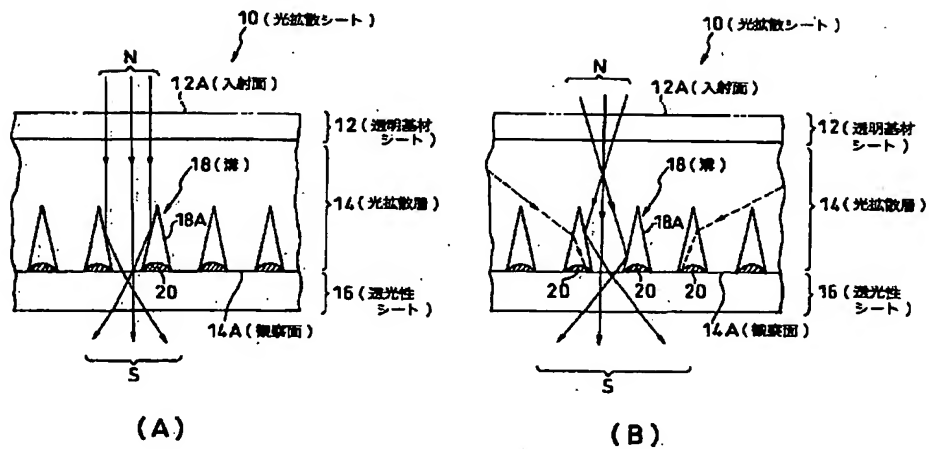 10(光拡散シート)
N
12A(入射面)
12(透明基材
シート)
18(溝)
18A
14(光拡散層)
20
16(透光性
シート)
14A(観察面)
S
(A)
10(光拡散シート)
N
12A(入射面)
12(透明基材
シート)
18(溝)
18A
14(光拡散層)
20
20
20
16(透光性
シート)
14A(観察面)
S
(B)